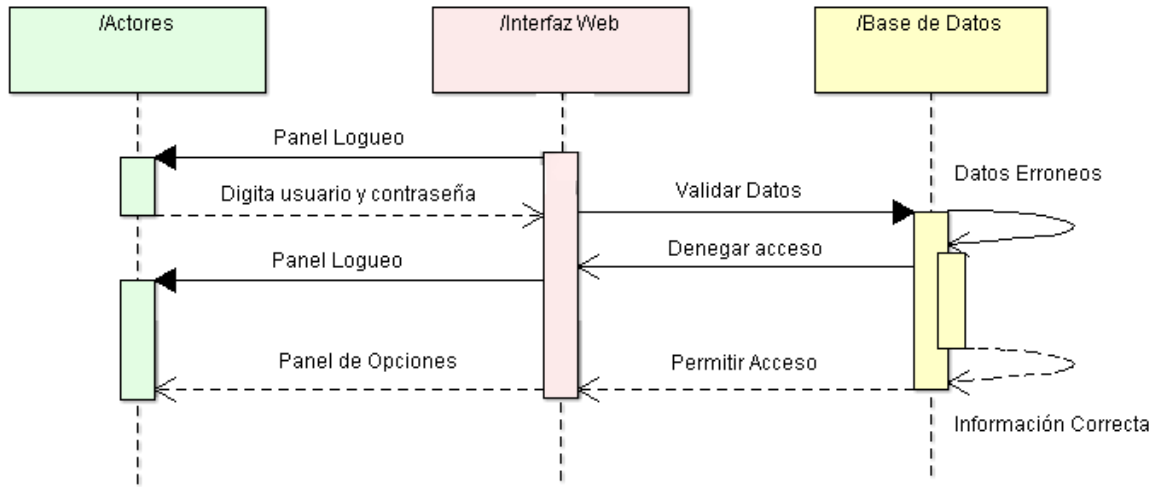 /Actores
/Interfaz Web
/Base de Datos
Panel Logueo
Datos Erroneos
Digita usuario y contraseña
Validar Datos
Denegar acceso
Panel Logueo
Panel de Opciones
Permitir Acceso
Información Correcta